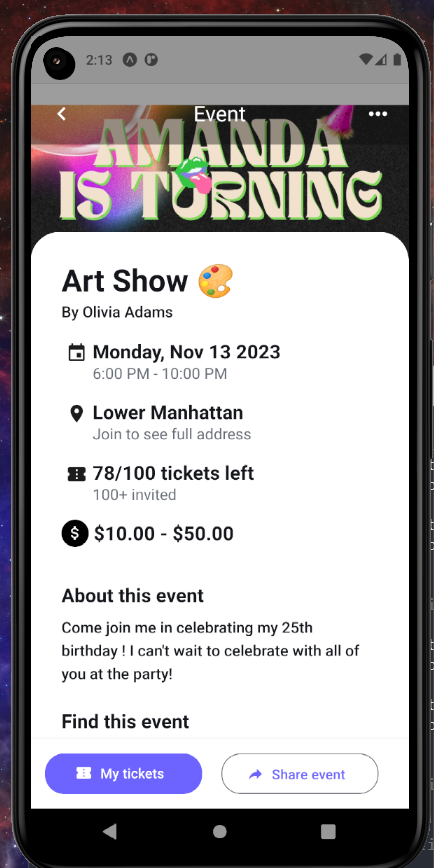 2:13
Event
AMANDA
IS TURNING
Art Show
By Olivia Adams
Monday, Nov 13 2023
6:00 PM - 10:00 PM
Lower Manhattan
Join to see full address
78/100 tickets left
100+ invited
$ $10.00 - $50.00
About this event
Come join me in celebrating my 25th
birthday ! I can't wait to celebrate with all of
you at the party!
Find this event
My tickets
Share event